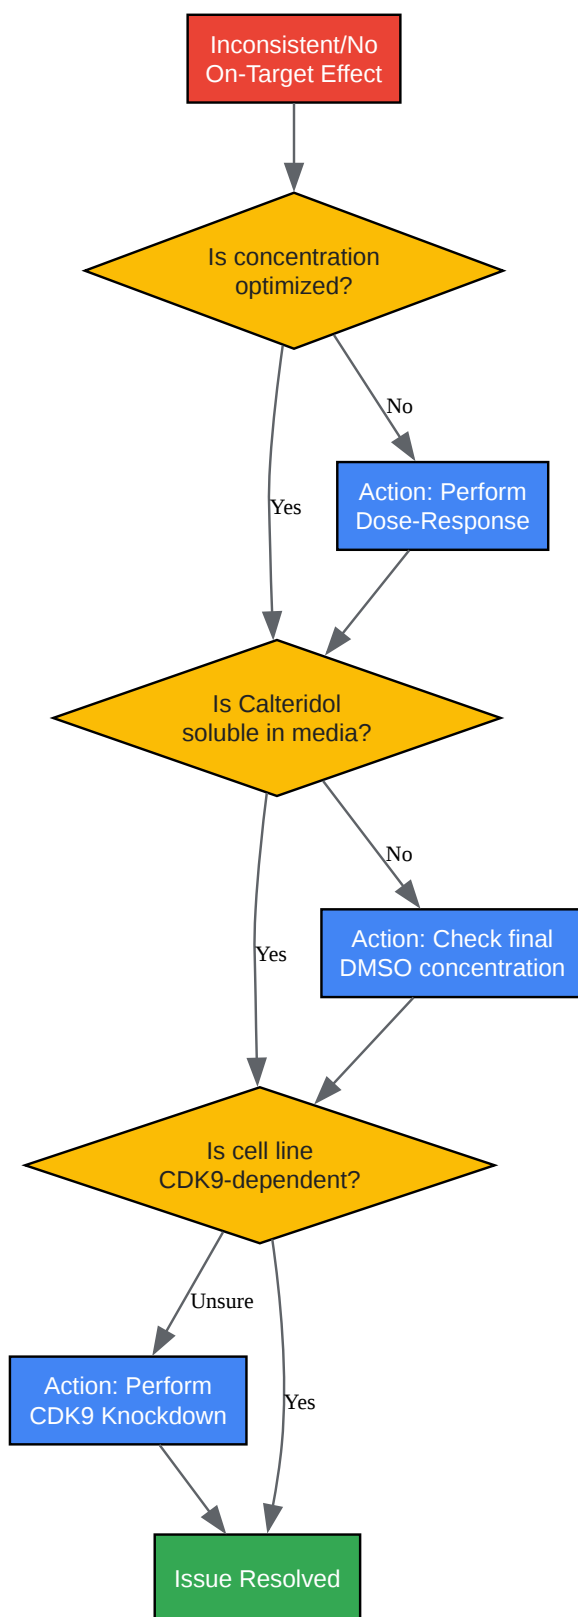 Inconsistent/No
On-Target Effect
Is concentration
optimized?
No
Action: Perform
Dose-Response
Yes
Is Calteridol
soluble in media?
No
Action: Check final
DMSO concentration
Yes
Is cell line
CDK9-dependent?
Unsure
Action: Perform
CDK9 Knockdown
Yes
Issue Resolved